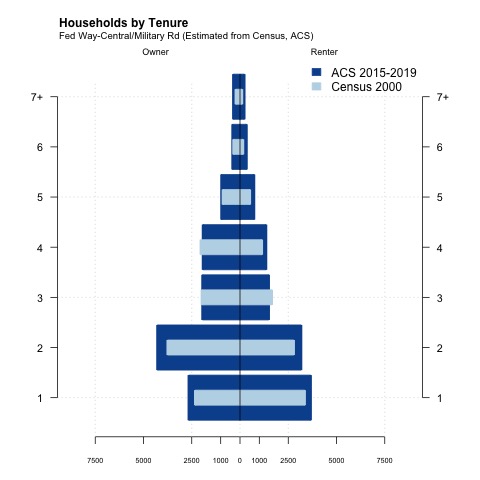 Households by Tenure
Fed Way-Central/Military Rd (Estimated from Census, ACS)
Owner Renter
ACS 2015-2019
Census 2000
7+ 7+
6 6
5 5
4 4
3 3
2 2
1 1
7500 5000 2500 1000 0 1000 2500 5000 7500